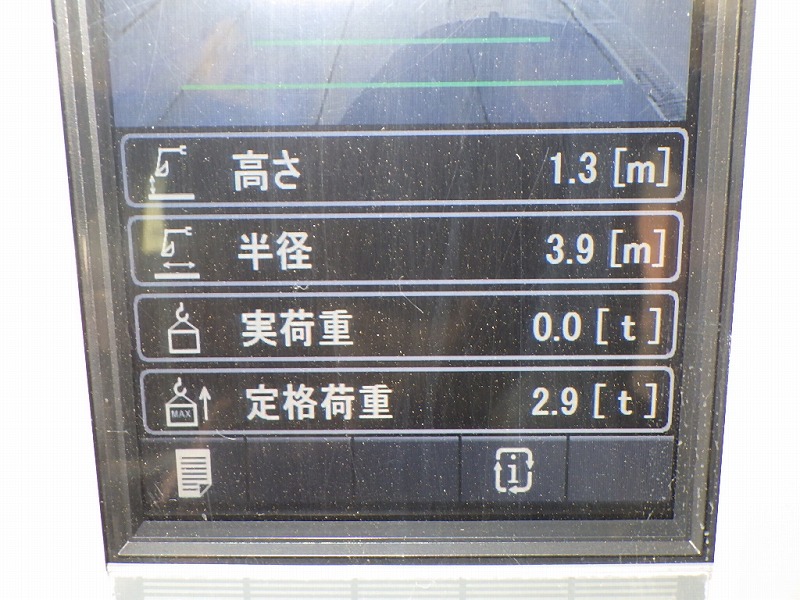 高さ 1.3 [m]
半径 3.9 [m]
実荷重 0.0 [ t ]
MAX 定格荷重 2.9 [ t ]
i